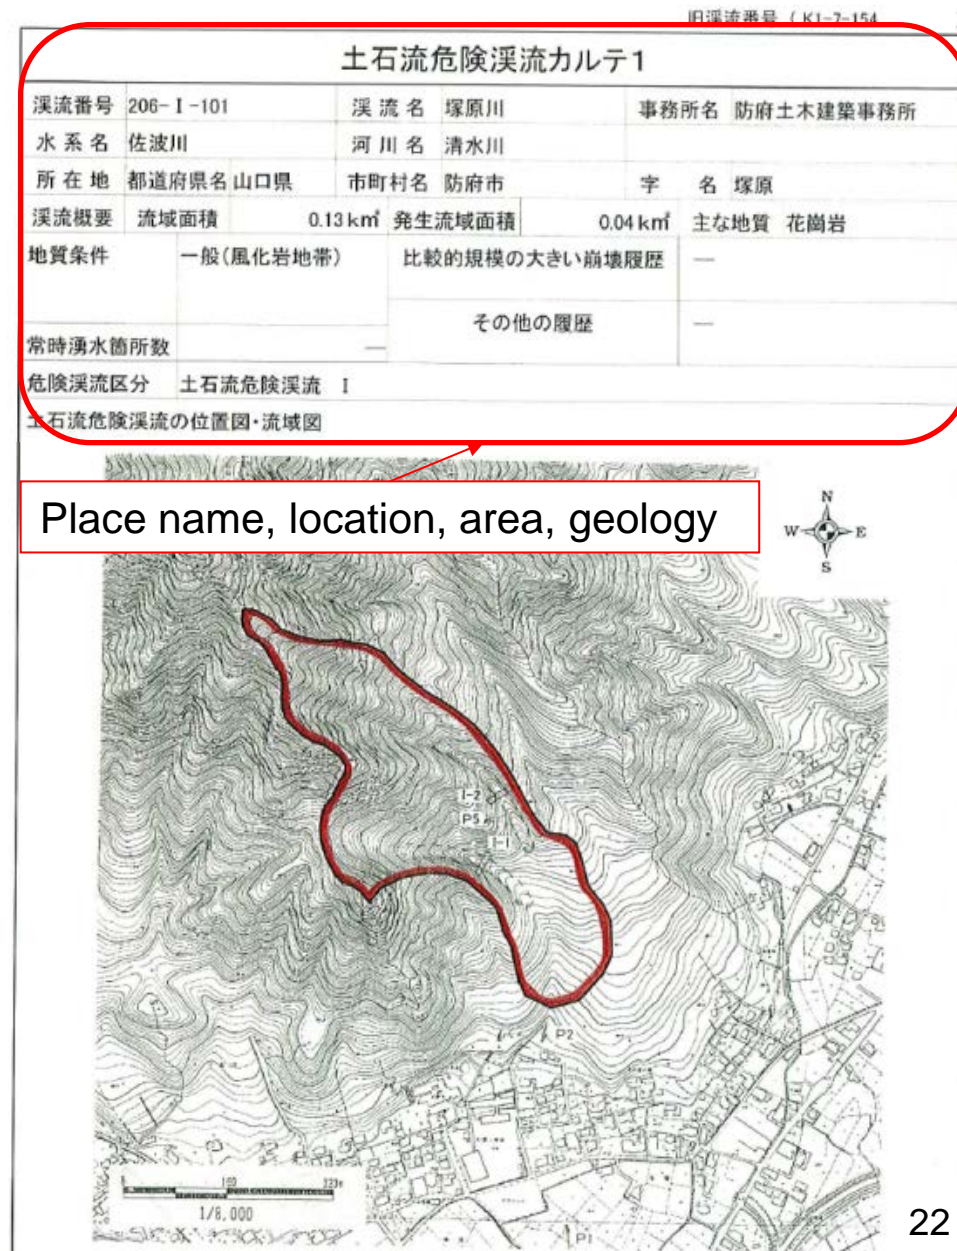 旧渓流番号 ( K1-7-154
土石流危険渓流カルテ1
渓流番号 206-Ⅰ-101 渓流名 塚原川 事務所名 防府土木建築事務所
水系名 佐波川 河川名 清水川
所在地 都道府県名 山口県 市町村名 防府市 字名 塚原
渓流概要 流域面積 0.13 k㎡ 発生流域面積 0.04 k㎡ 主な地質 花崗岩
地質条件 一般(風化岩地帯) 比較的規模の大きい崩壊履歴 —
その他の履歴 —
常時湧水箇所数 —
危険渓流区分 土石流危険渓流 Ⅰ
土石流危険渓流の位置図・流域図
Place name, location, area, geology
N
W E
S
I-2
P5
I-1
P2
1/8,000
P1
22